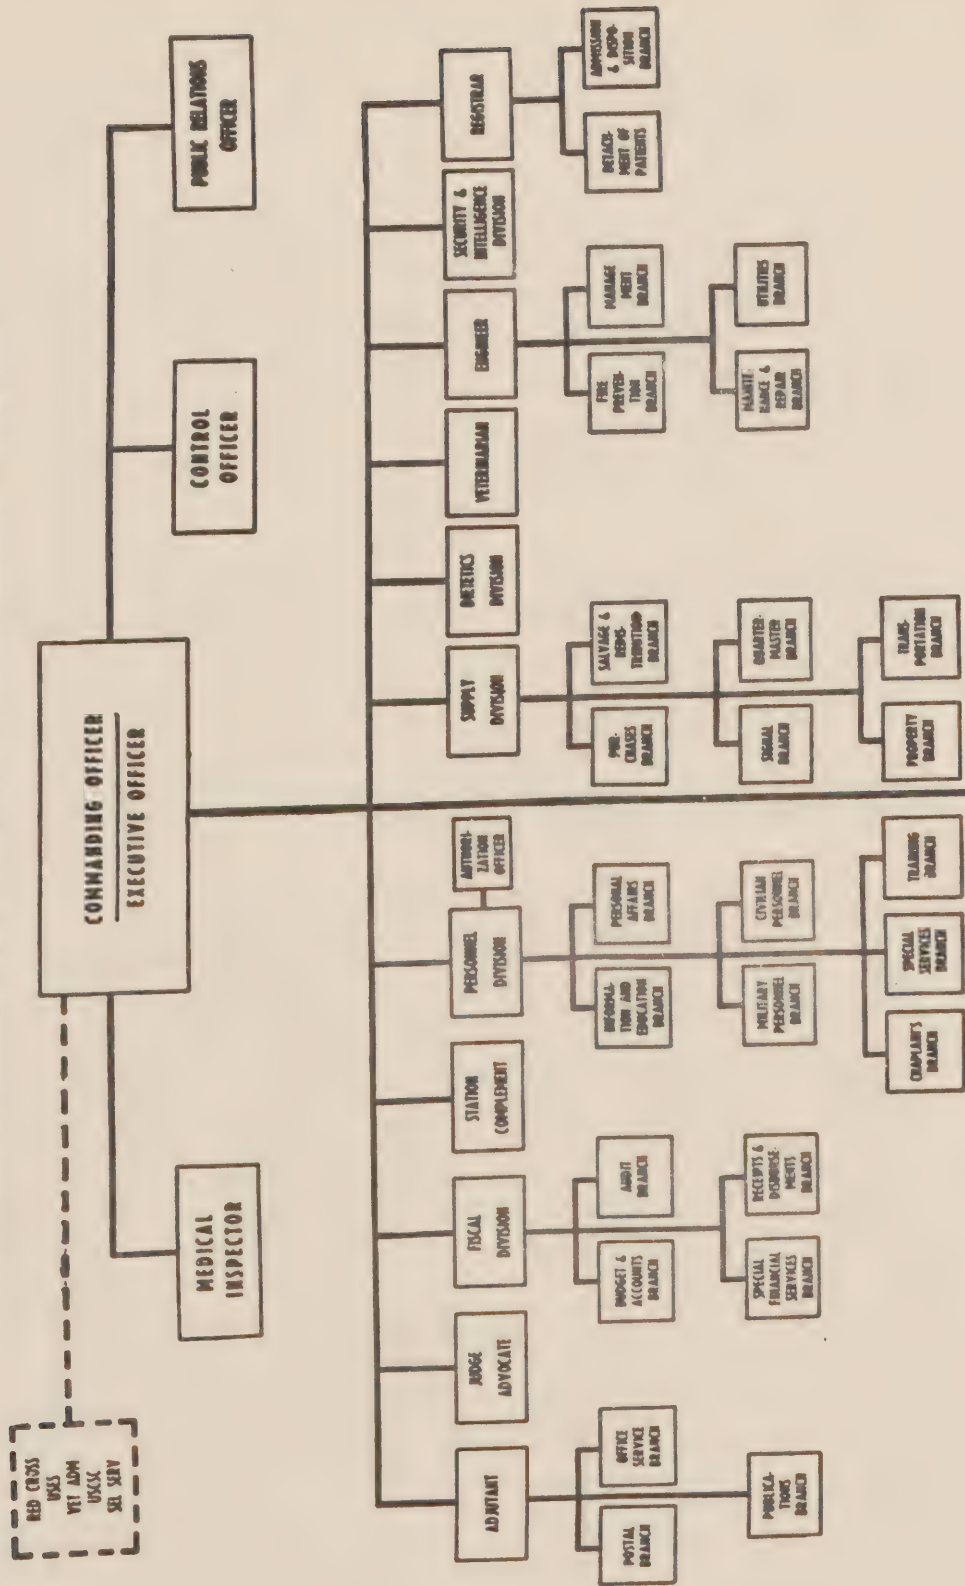 RED CROSS
USES
VET ADM
USCSC
SEL SERV
COMMANDING OFFICER
EXECUTIVE OFFICER
MEDICAL
INSPECTOR
CONTROL
OFFICER
PUBLIC RELATIONS
OFFICER
ADJUTANT
JUDGE
ADVOCATE
FISCAL
DIVISION
STATION
COMPLEMENT
PERSONNEL
DIVISION
AUTHORI-
ZATION
OFFICER
SUPPLY
DIVISION
DIETETICS
DIVISION
VETERINARIAN
ENGINEER
SECURITY &
INTELLIGENCE
DIVISION
REGISTRAR
POSTAL
BRANCH
OFFICE
SERVICE
BRANCH
PUBLICA-
TIONS
BRANCH
BUDGET &
ACCOUNTS
BRANCH
AUDIT
BRANCH
SPECIAL
FINANCIAL
SERVICES
BRANCH
RECEIPTS &
DISBURSE-
MENTS
BRANCH
INFORMA-
TION AND
EDUCATION
BRANCH
PERSONAL
AFFAIRS
BRANCH
MILITARY
PERSONNEL
BRANCH
CIVILIAN
PERSONNEL
BRANCH
CHAPLAIN'S
BRANCH
SPECIAL
SERVICES
BRANCH
TRAINING
BRANCH
PUR-
CHASES
BRANCH
SALVAGE &
REDIS-
TRIBUTION
BRANCH
SIGNAL
BRANCH
QUARTER-
MASTER
BRANCH
PROPERTY
BRANCH
TRANS
PORTATION
BRANCH
FIRE
PREVEN-
TION
BRANCH
MANAGE
MENT
BRANCH
MAINTE-
NANCE &
REPAIR
BRANCH
UTILITIES
BRANCH
DETACH-
MENT OF
PATIENTS
ADMISSION
& DISPO-
SITION
BRANCH